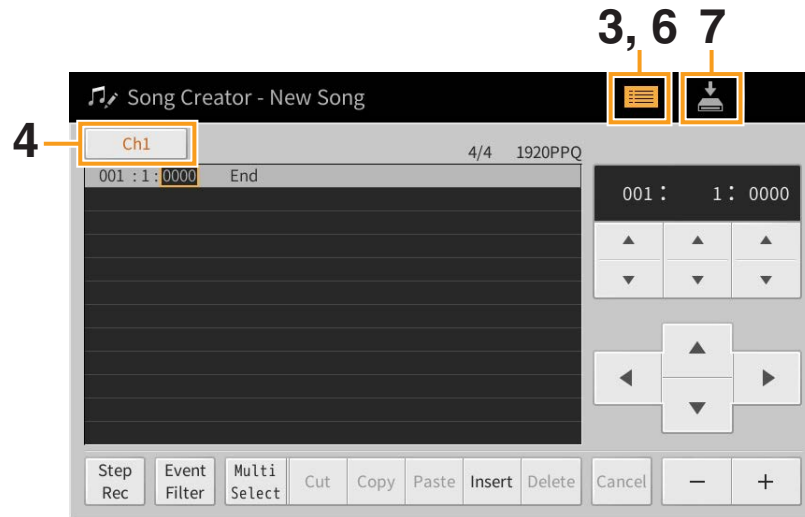 3, 6 7
Song Creator - New Song
4
Ch1
4/4 1920PPQ
001 : 1 : 0000 End
001 : 1 : 0000
Step Rec
Event Filter
Multi Select
Cut
Copy
Paste
Insert
Delete
Cancel
−
+